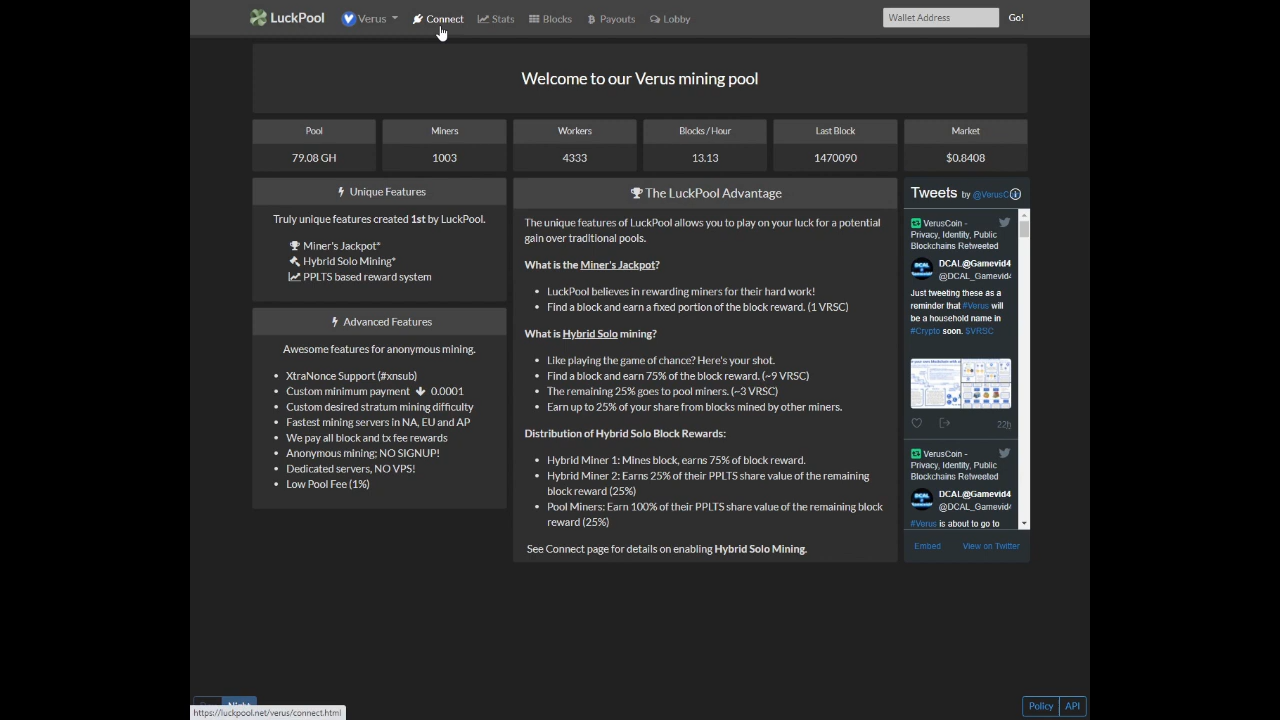 LuckPool
Verus
Connect
Stats
Blocks
Payouts
Lobby
Wallet Address
Go!
Welcome to our Verus mining pool
Pool
Miners
Workers
Blocks / Hour
Last Block
Market
79.08 GH
1003
4333
13.13
1470090
$0.8408
Unique Features
Truly unique features created 1st by LuckPool.
Miner's Jackpot*
Hybrid Solo Mining*
PPLTS based reward system
Advanced Features
Awesome features for anonymous mining.
XtraNonce Support (#xnsub)
Custom minimum payment 0.0001
Custom desired stratum mining difficulty
Fastest mining servers in NA, EU and AP
We pay all block and tx fee rewards
Anonymous mining; NO SIGNUP!
Dedicated servers, NO VPS!
Low Pool Fee (1%)
The LuckPool Advantage
The unique features of LuckPool allows you to play on your luck for a potential
gain over traditional pools.
What is the Miner's Jackpot?
LuckPool believes in rewarding miners for their hard work!
Find a block and earn a fixed portion of the block reward. (1 VRSC)
What is Hybrid Solo mining?
Like playing the game of chance? Here's your shot.
Find a block and earn 75% of the block reward. (~9 VRSC)
The remaining 25% goes to pool miners. (~3 VRSC)
Earn up to 25% of your share from blocks mined by other miners.
Distribution of Hybrid Solo Block Rewards:
Hybrid Miner 1: Mines block, earns 75% of block reward.
Hybrid Miner 2: Earns 25% of their PPLTS share value of the remaining
block reward (25%)
Pool Miners: Earn 100% of their PPLTS share value of the remaining block
reward (25%)
See Connect page for details on enabling Hybrid Solo Mining.
Tweets by @VerusC
VerusCoin -
Privacy, Identity, Public
Blockchains Retweeted
DCAL@Gamevid4
@DCAL_Gamevid4
Just tweeting these as a
reminder that #Verus will
be a household name in
#Crypto soon. $VRSC
22h
VerusCoin -
Privacy, Identity, Public
Blockchains Retweeted
DCAL@Gamevid4
@DCAL_Gamevid4
#Verus is about to go to
Embed
View on Twitter
https://luckpool.net/verus/connect.html
Policy
API